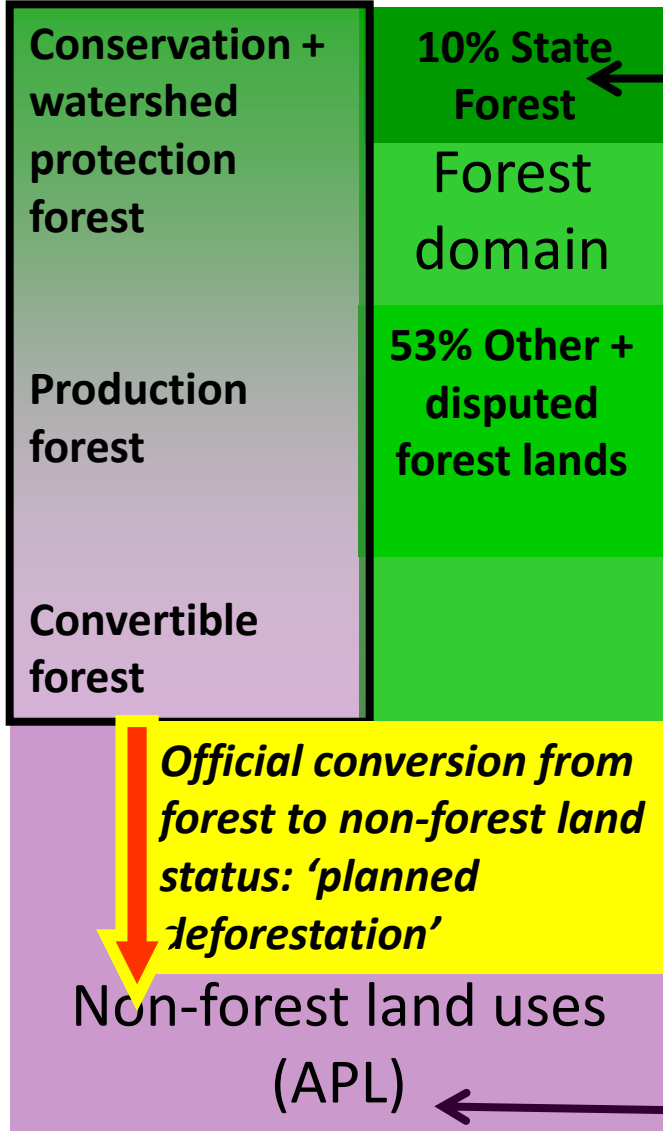 Conservation +
watershed
protection
forest
Production
forest
Convertible
forest
10% State
Forest
Forest
domain
53% Other +
disputed
forest lands
Official conversion from
forest to non-forest land
status: ‘planned
deforestation’
Non-forest land uses
(APL)